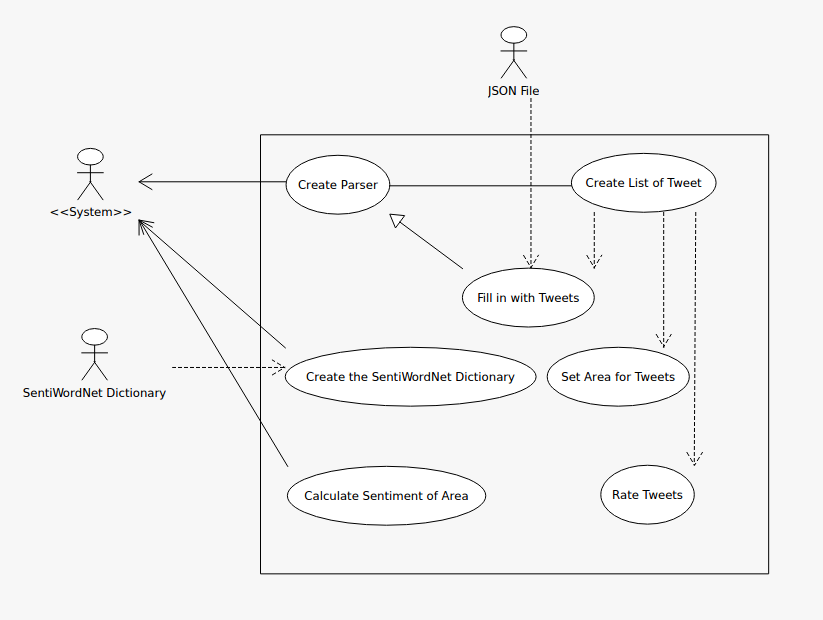 JSON File
Create Parser
Create List of Tweet
<<System>>
Fill in with Tweets
Create the SentiWordNet Dictionary
Set Area for Tweets
SentiWordNet Dictionary
Calculate Sentiment of Area
Rate Tweets